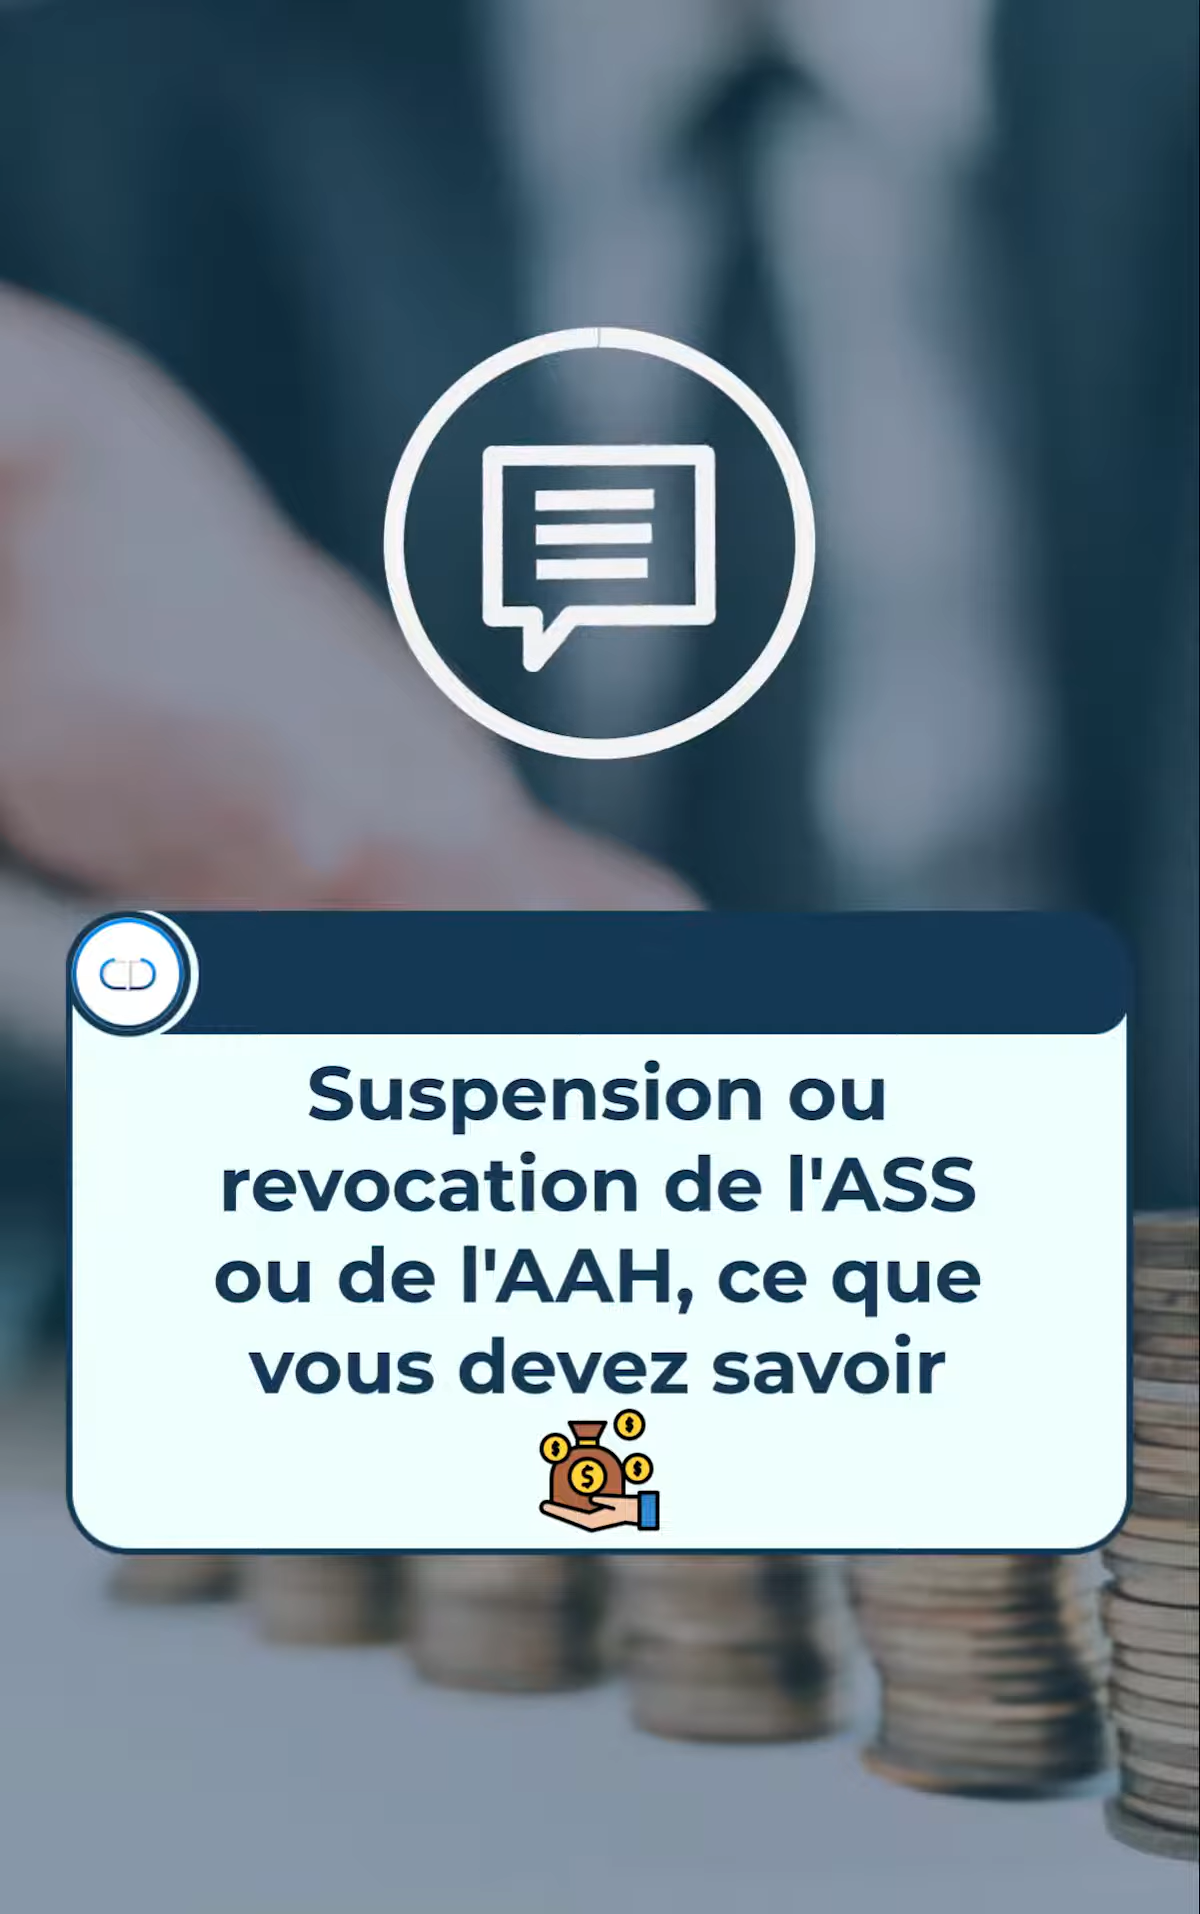 Suspension ou
revocation de l'ASS
ou de l'AAH, ce que
vous devez savoir